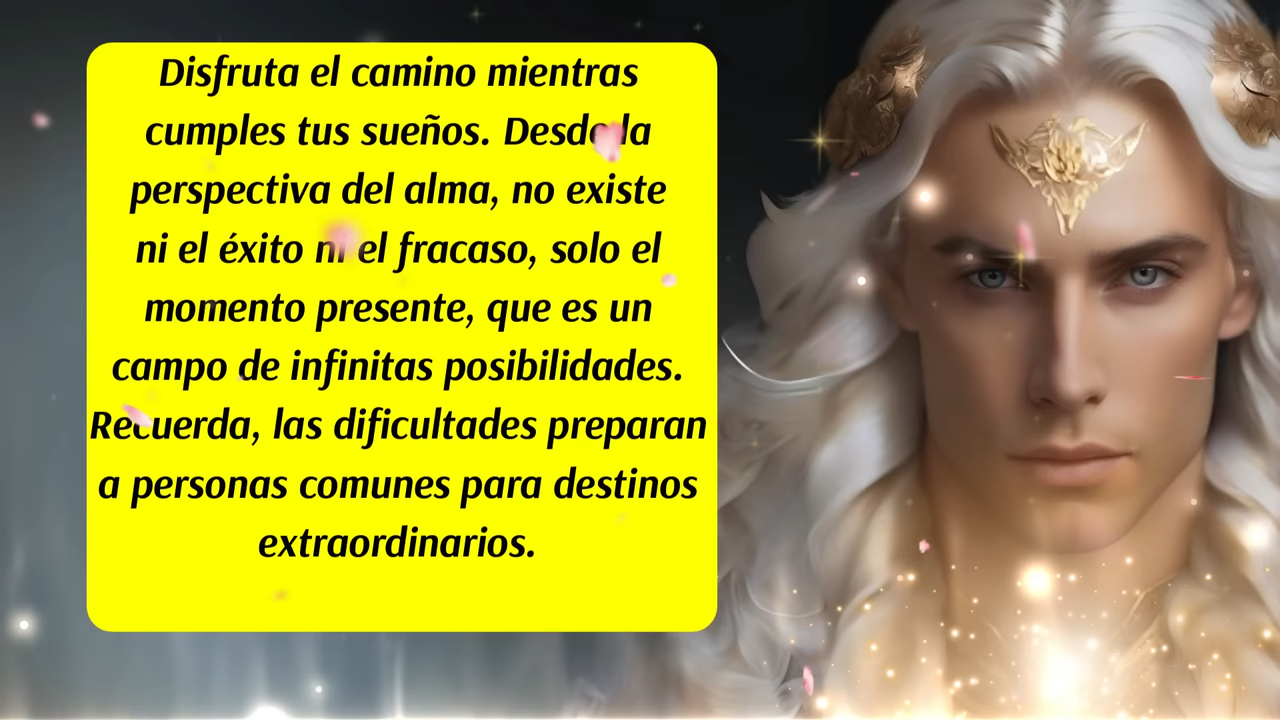 Disfruta el camino mientras
cumples tus sueños. Desde la
perspectiva del alma, no existe
ni el éxito ni el fracaso, solo el
momento presente, que es un
campo de infinitas posibilidades.
Recuerda, las dificultades preparan
a personas comunes para destinos
extraordinarios.